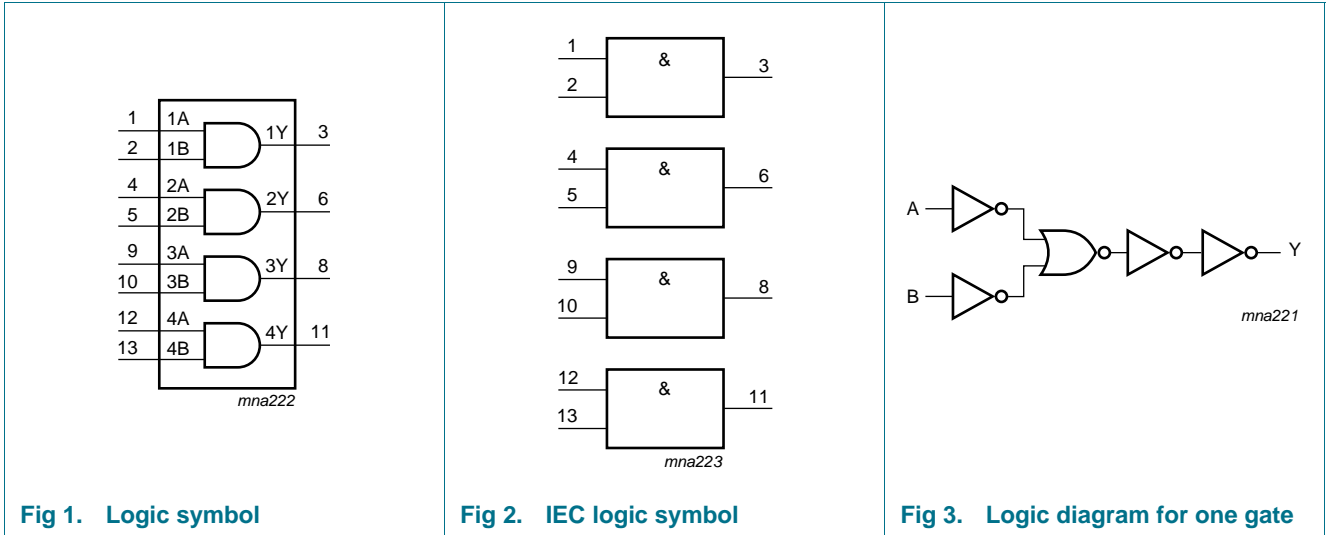 1 1A 1Y 3
2 1B
4 2A 2Y 6
5 2B
9 3A 3Y 8
10 3B
12 4A 4Y 11
13 4B
mna222
Fig 1. Logic symbol
1 & 3
2
4 & 6
5
9 & 8
10
12 & 11
13
mna223
Fig 2. IEC logic symbol
A
Y
B
mna221
Fig 3. Logic diagram for one gate